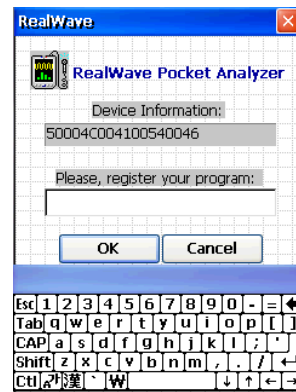 RealWave
RealWave Pocket Analyzer
Device Information:
50004C004100540046
Please, register your program:
OK Cancel
Esc 1 2 3 4 5 6 7 8 9 0 - = ←
Tab q w e r t y u i o p [ ]
CAP a s d f g h j k l ; '
Shift z x c v b n m , . / ↵
Ctl 漢 ` ₩ ↓ ↑ ← →